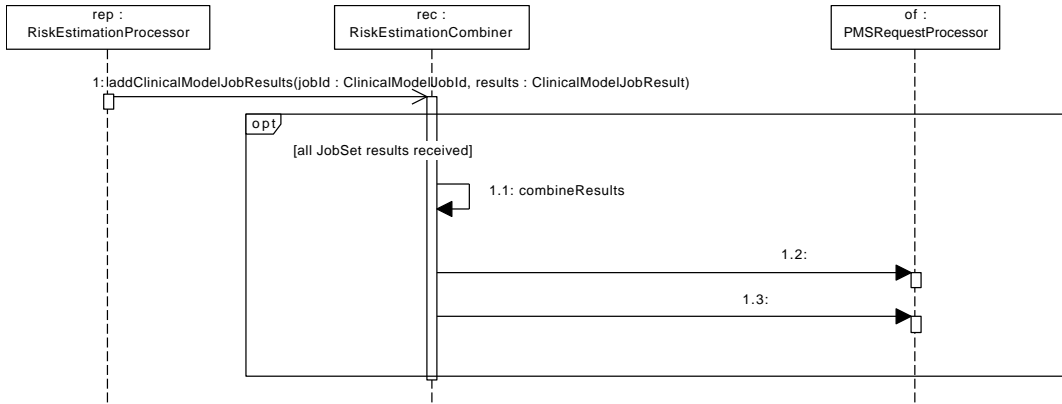 rep :
RiskEstimationProcessor
rec :
RiskEstimationCombiner
of :
PMSRequestProcessor
1: addClinicalModelJobResults(jobId : ClinicalModelJobId, results : ClinicalModelJobResult)
opt
[all JobSet results received]
1.1: combineResults
1.2:
1.3: